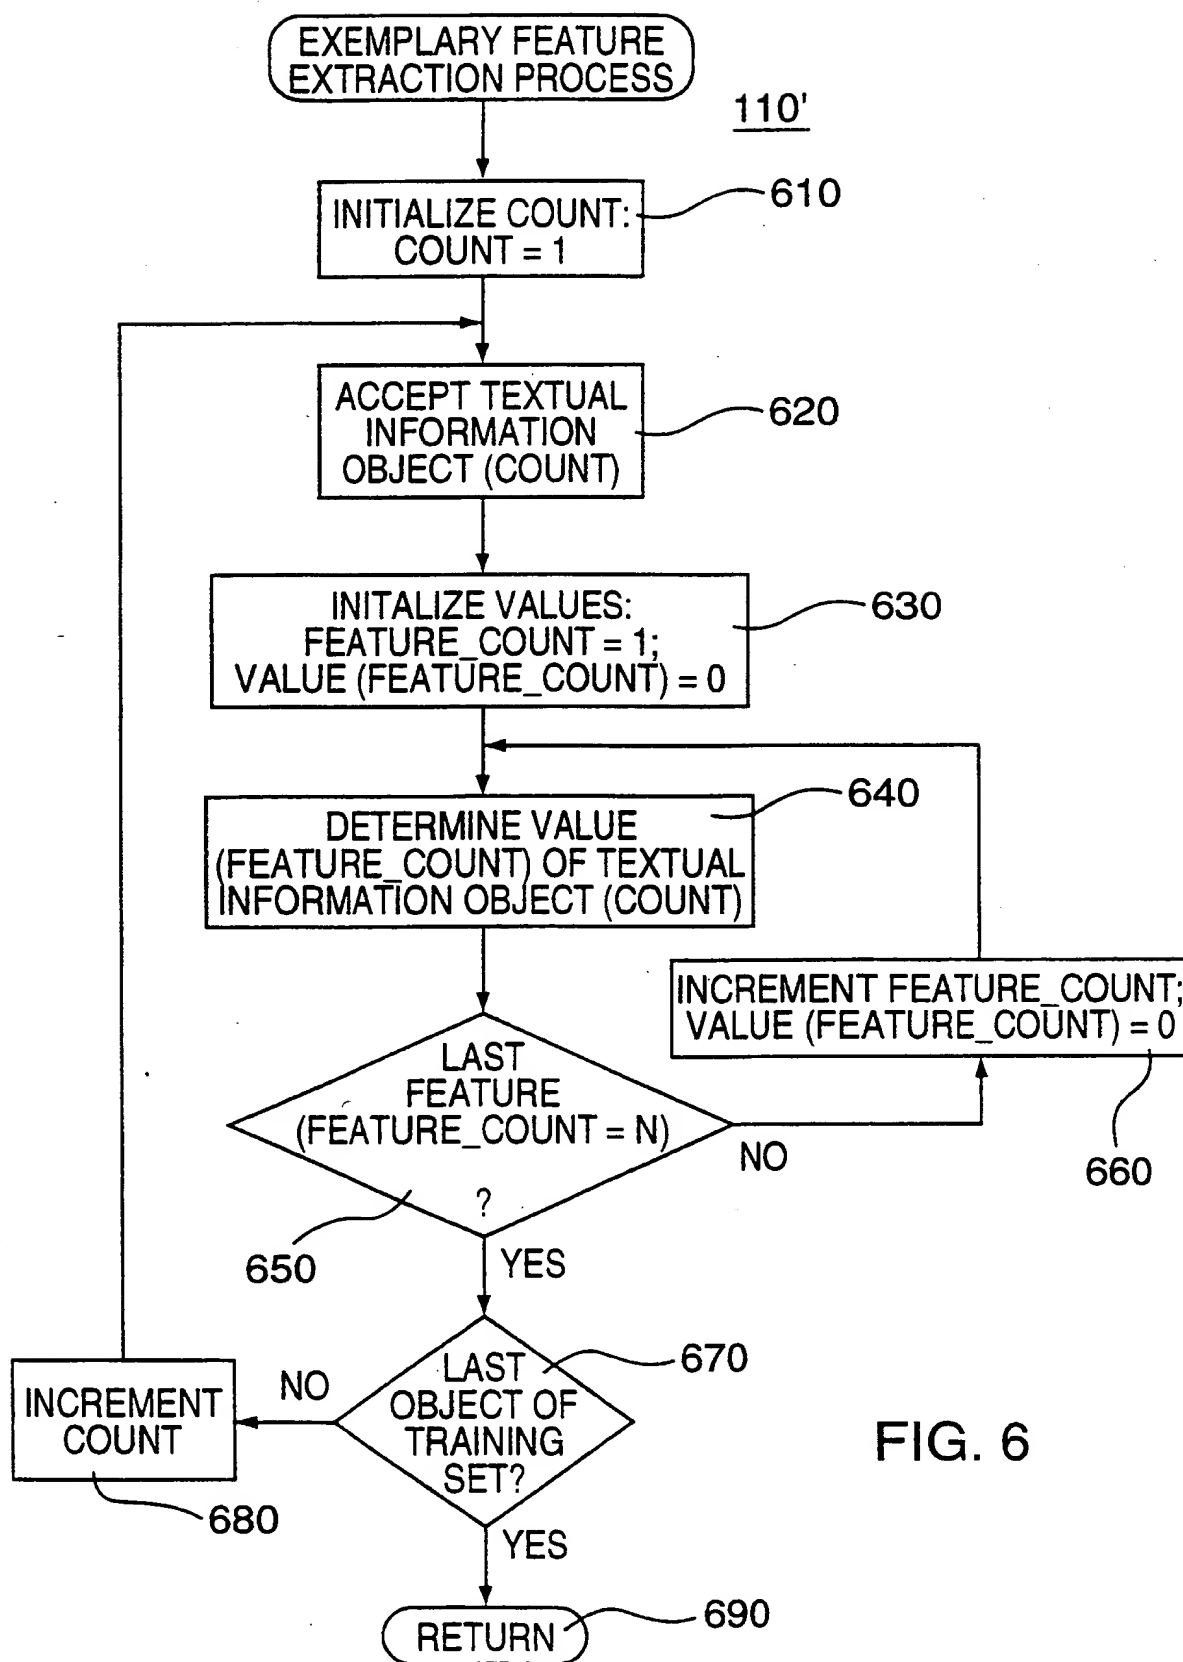 EXEMPLARY FEATURE
EXTRACTION PROCESS
110'
INITIALIZE COUNT:
COUNT = 1
610
ACCEPT TEXTUAL
INFORMATION
OBJECT (COUNT)
620
INITALIZE VALUES:
FEATURE_COUNT = 1;
VALUE (FEATURE_COUNT) = 0
630
640
DETERMINE VALUE
(FEATURE_COUNT) OF TEXTUAL
INFORMATION OBJECT (COUNT)
INCREMENT FEATURE_COUNT;
VALUE (FEATURE_COUNT) = 0
660
LAST
FEATURE
(FEATURE_COUNT = N)
?
NO
650
YES
670
LAST
OBJECT OF
TRAINING
SET?
NO
INCREMENT
COUNT
680
YES
RETURN
690
FIG. 6